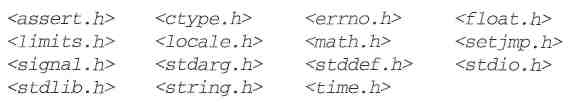 <assert.h> <ctype.h> <errno.h> <float.h>
<limits.h> <locale.h> <math.h> <setjmp.h>
<signal.h> <stdarg.h> <stddef.h> <stdio.h>
<stdlib.h> <string.h> <time.h>